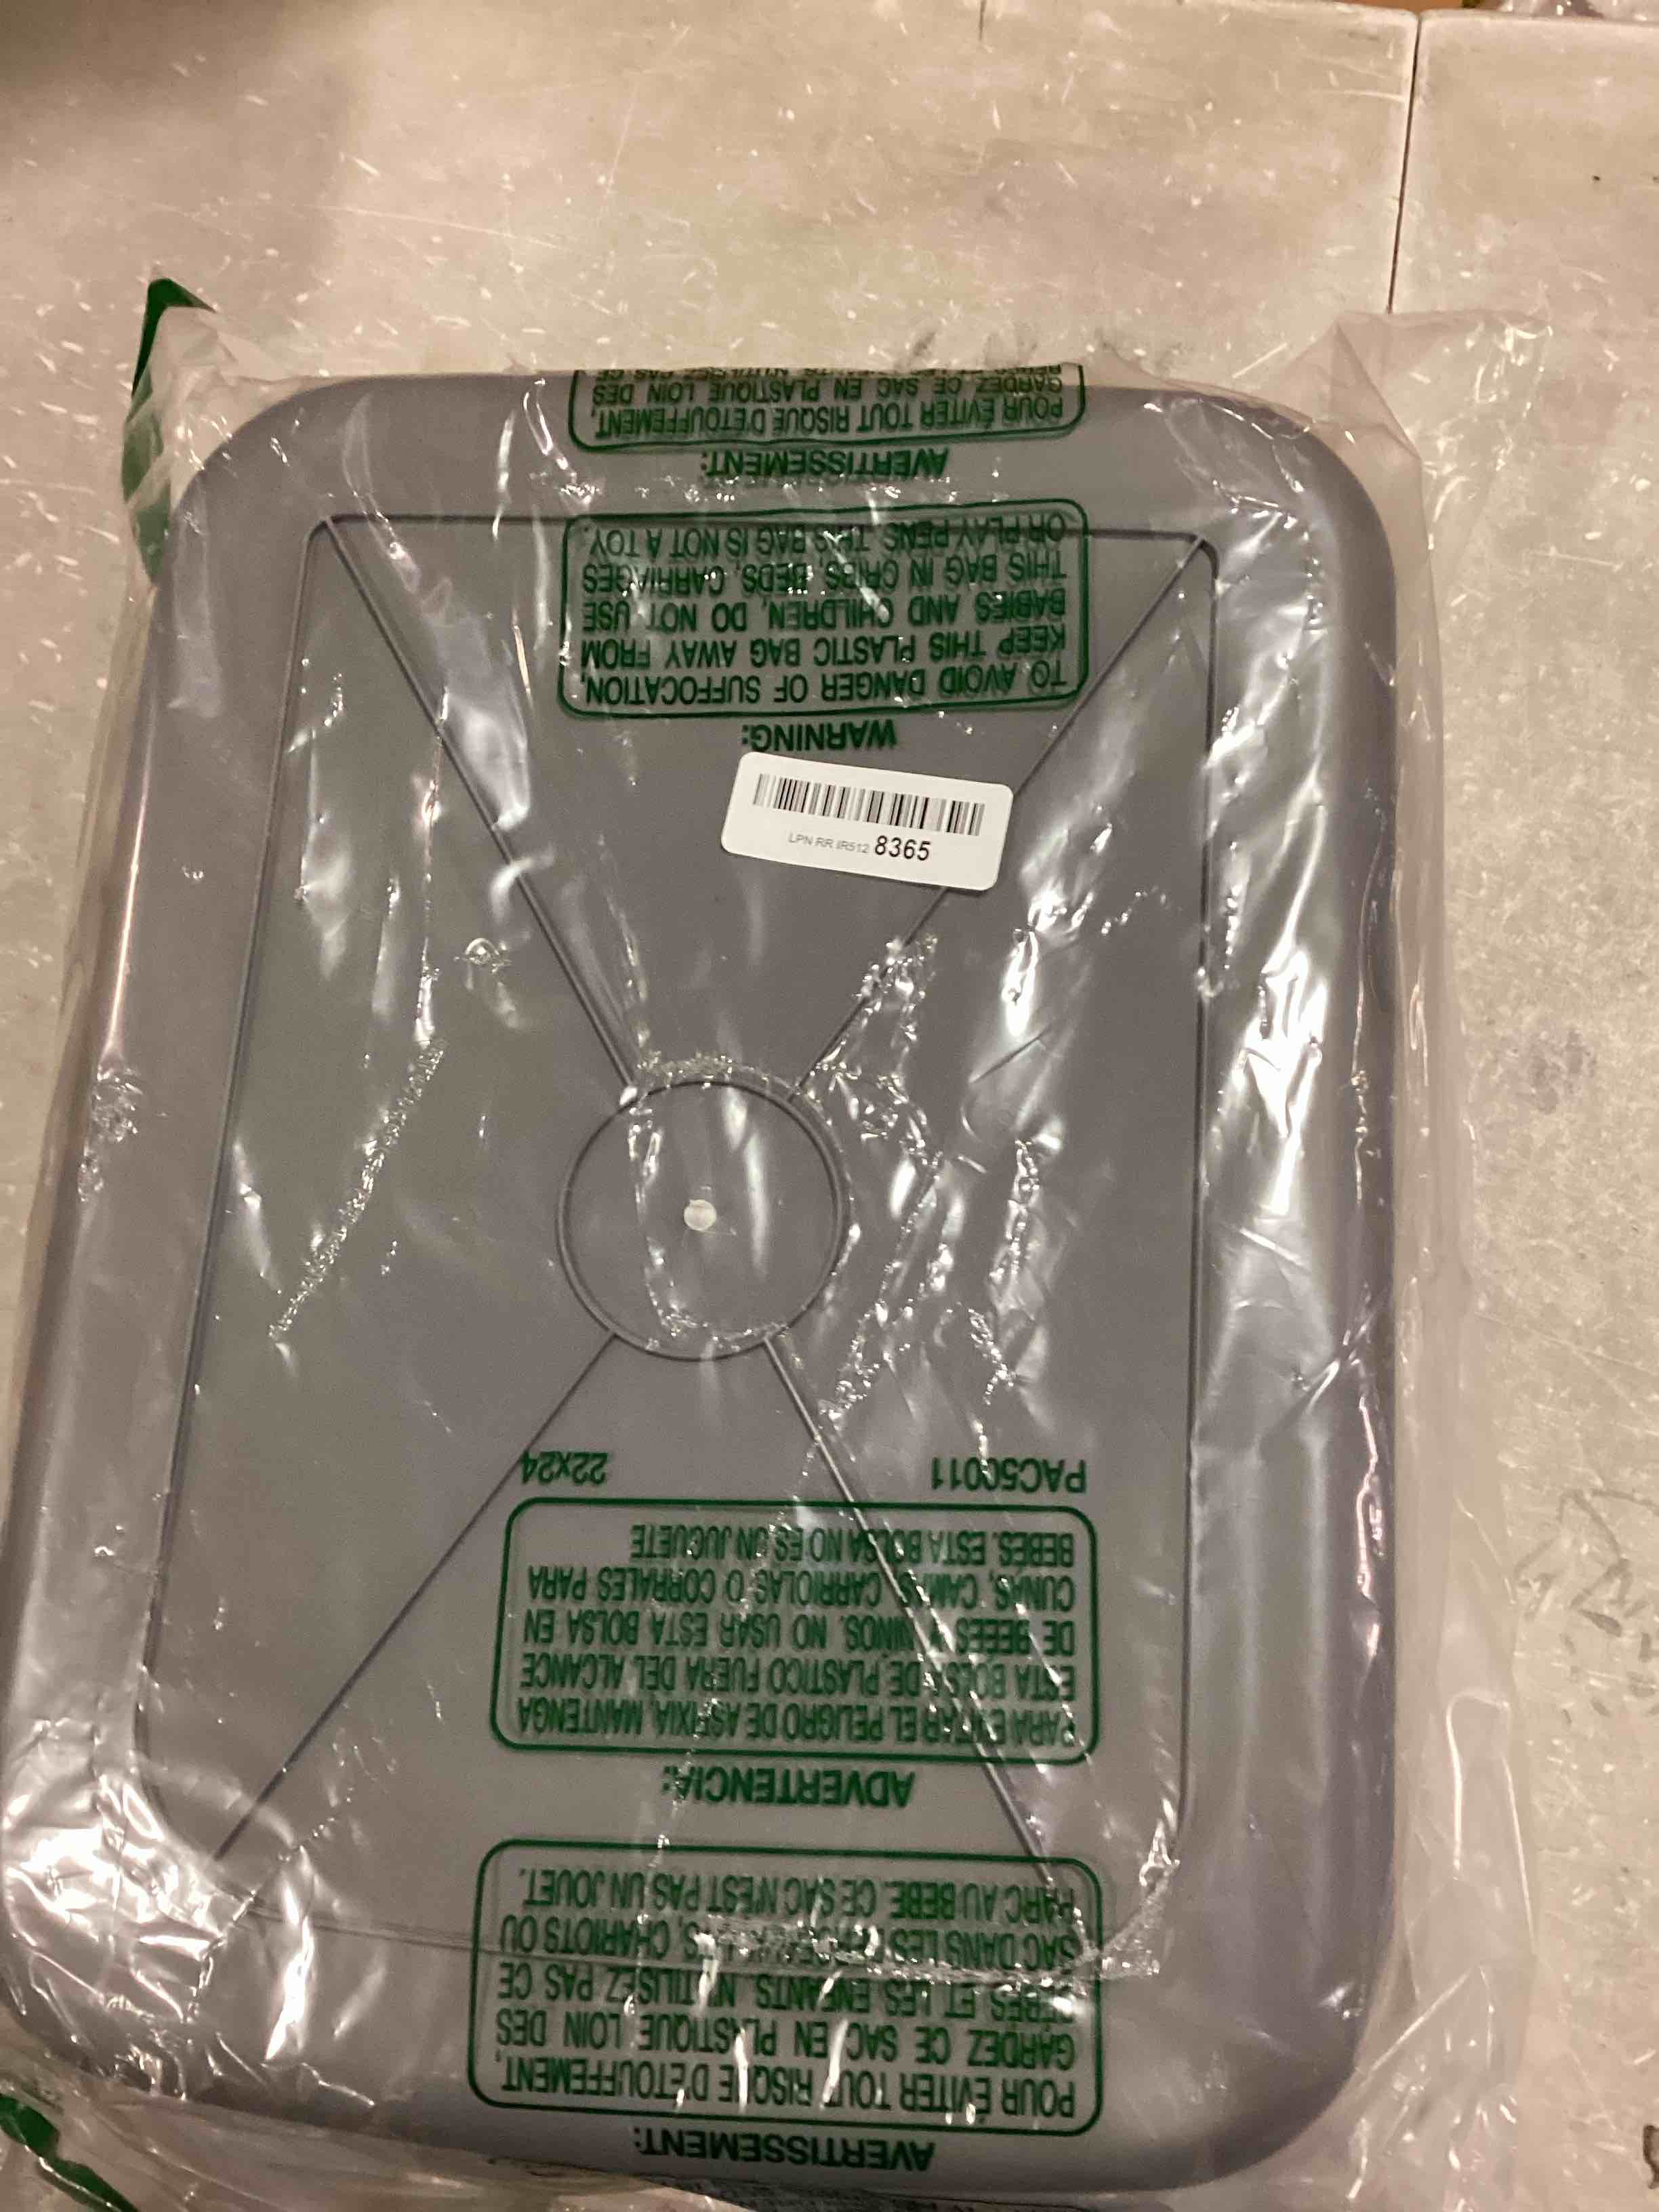 AVERTISSEMENT:
POUR ÉVITER TOUT RISQUE D'ETOUFFEMENT,
GARDEZ CE SAC EN PLASTIQUE LOIN DES
BEBES ET LES ENFANTS. N'UTILISEZ PAS CE
SAC DANS LES CHARIOTS OU
PARC AU BEBE. CE SAC N'EST PAS UN JOUET.
ADVERTENCIA:
PARA EVITAR EL PELIGRO DE ASFIXIA, MANTENGA
ESTA BOLSA DE PLASTICO FUERA DEL ALCANCE
DE BEBES Y NINOS. NO USAR ESTA BOLSA EN
CUNAS, CAMAS, CARRIOLAS O CORRALES PARA
BEBES. ESTA BOLSA NO ES UN JUGUETE
PAC50011 22x24
LPN RR IR512 8365
WARNING:
TO AVOID DANGER OF SUFFOCATION,
KEEP THIS PLASTIC BAG AWAY FROM
BABIES AND CHILDREN, DO NOT USE
THIS BAG IN CRIBS, BEDS, CARRIAGES
OR PLAY PENS. THIS BAG IS NOT A TOY.
AVERTISSEMENT:
POUR ÉVITER TOUT RISQUE D'ETOUFFEMENT,
GARDEZ CE SAC EN PLASTIQUE LOIN DES